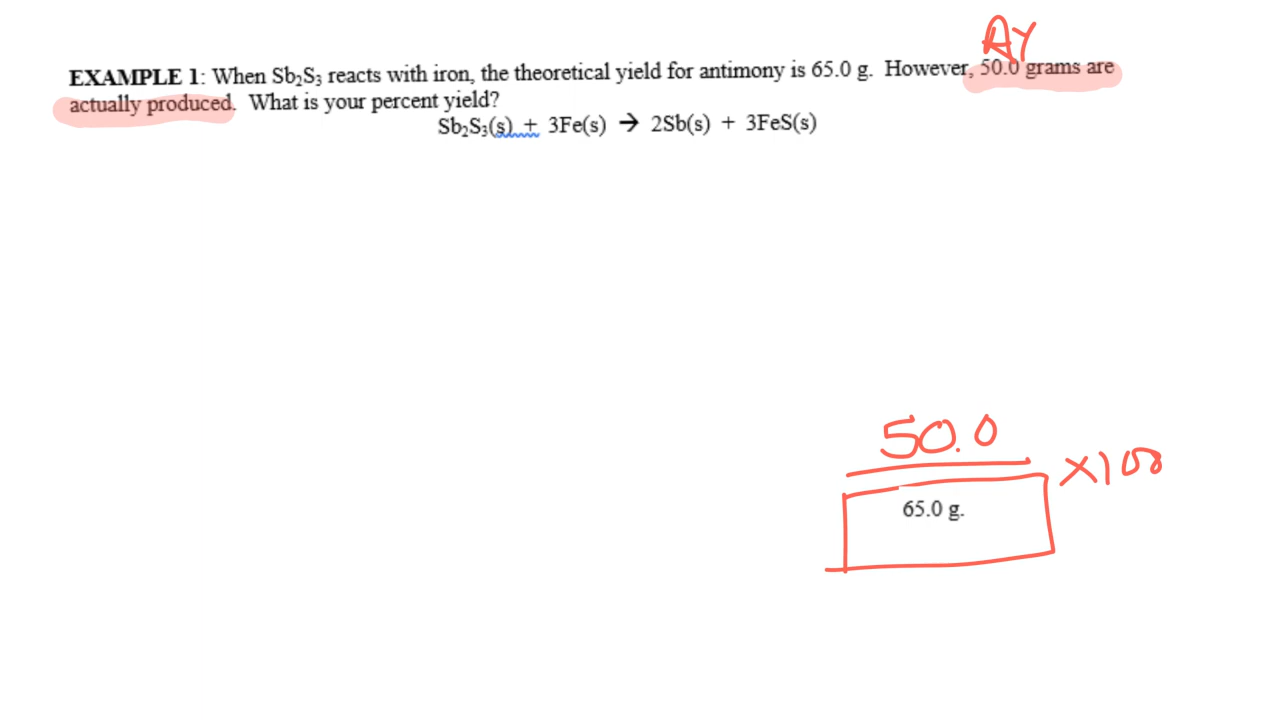 AY
EXAMPLE 1: When Sb₂S₃ reacts with iron, the theoretical yield for antimony is 65.0 g. However, 50.0 grams are
actually produced. What is your percent yield?
Sb₂S₃(s) + 3Fe(s) → 2Sb(s) + 3FeS(s)
50.0
x100
65.0 g.